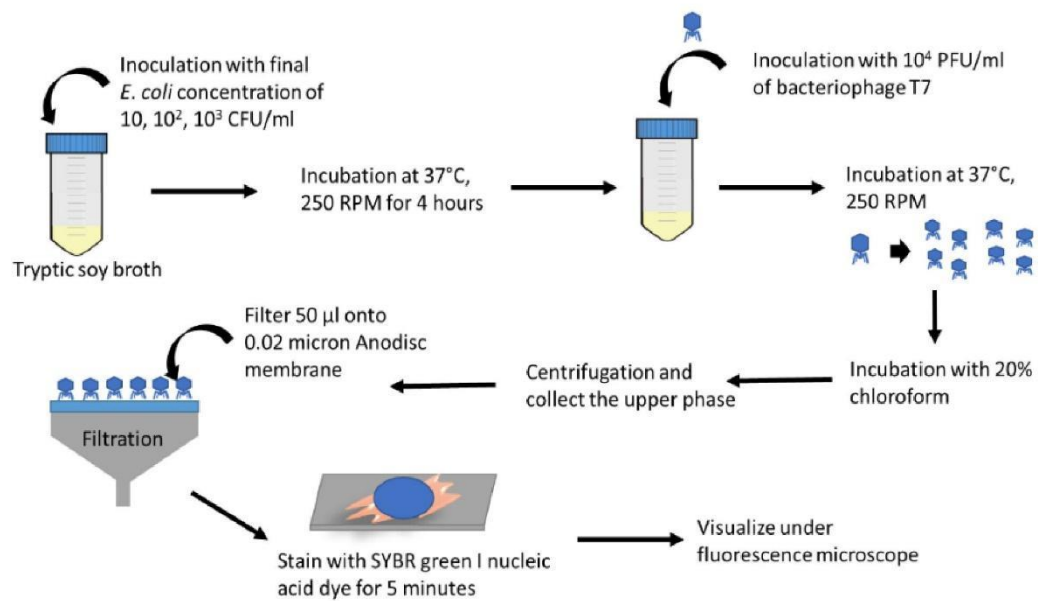 Inoculation with final
E. coli concentration of
10, 10², 10³ CFU/ml
Tryptic soy broth
Incubation at 37°C,
250 RPM for 4 hours
Inoculation with 10⁴ PFU/ml
of bacteriophage T7
Incubation at 37°C,
250 RPM
Incubation with 20%
chloroform
Centrifugation and
collect the upper phase
Filter 50 µl onto
0.02 micron Anodisc
membrane
Filtration
Stain with SYBR green I nucleic
acid dye for 5 minutes
Visualize under
fluorescence microscope